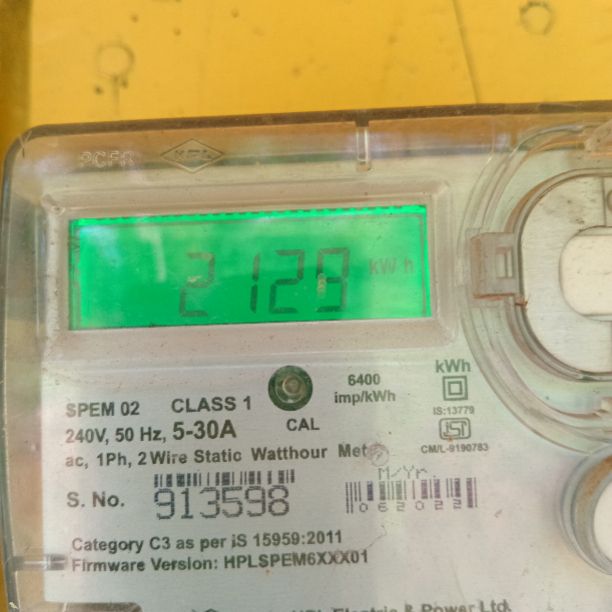 HPL
2129 kWh
SPEM 02 CLASS 1
6400 imp/kWh
kWh
IS:13779
240V, 50 Hz, 5-30A
CAL
CM/L-9190783
ac, 1Ph, 2 Wire Static Watthour
M/Yr.
S. No. 913598
062022
Category C3 as per IS 15959:2011
Firmware Version: HPLSPEM6XXX01
HPL Electric & Power Ltd